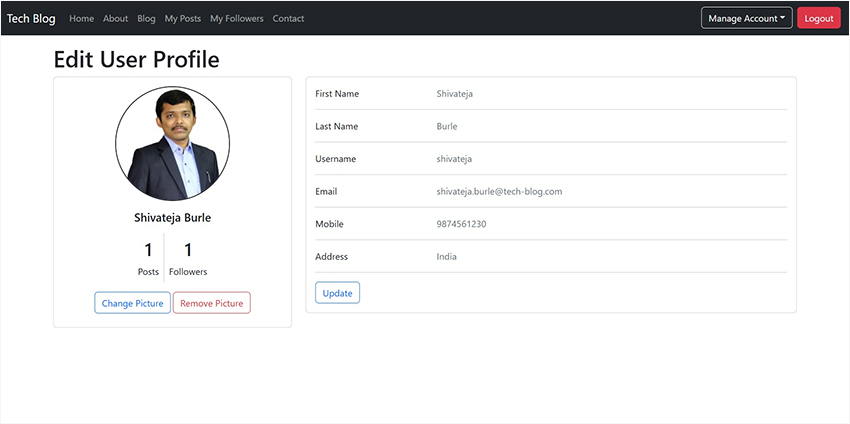 Tech Blog Home About Blog My Posts My Followers Contact Manage Account Logout
Edit User Profile
Shivateja Burle
1 1
Posts Followers
Change Picture Remove Picture
First Name Shivateja
Last Name Burle
Username shivateja
Email shivateja.burle@tech-blog.com
Mobile 9874561230
Address India
Update